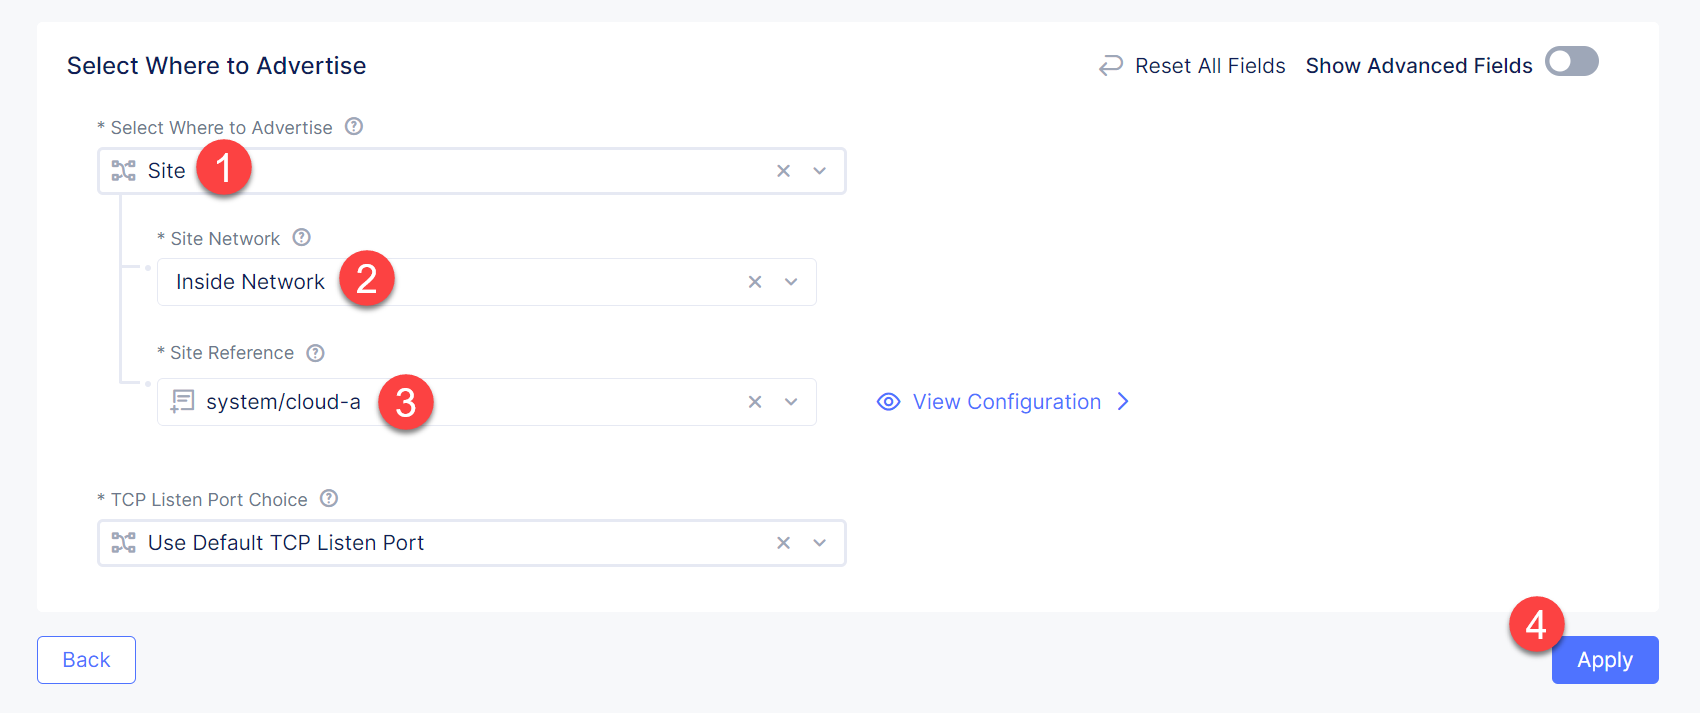 Select Where to Advertise
Reset All Fields Show Advanced Fields
* Select Where to Advertise ?
Site 1
* Site Network ?
Inside Network 2
* Site Reference ?
system/cloud-a 3
View Configuration
* TCP Listen Port Choice ?
Use Default TCP Listen Port
4
Back Apply